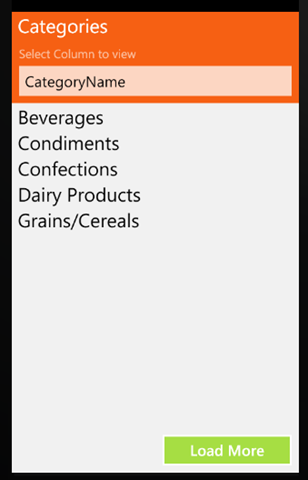 Categories
Select Column to view
CategoryName
Beverages
Condiments
Confections
Dairy Products
Grains/Cereals
Load More